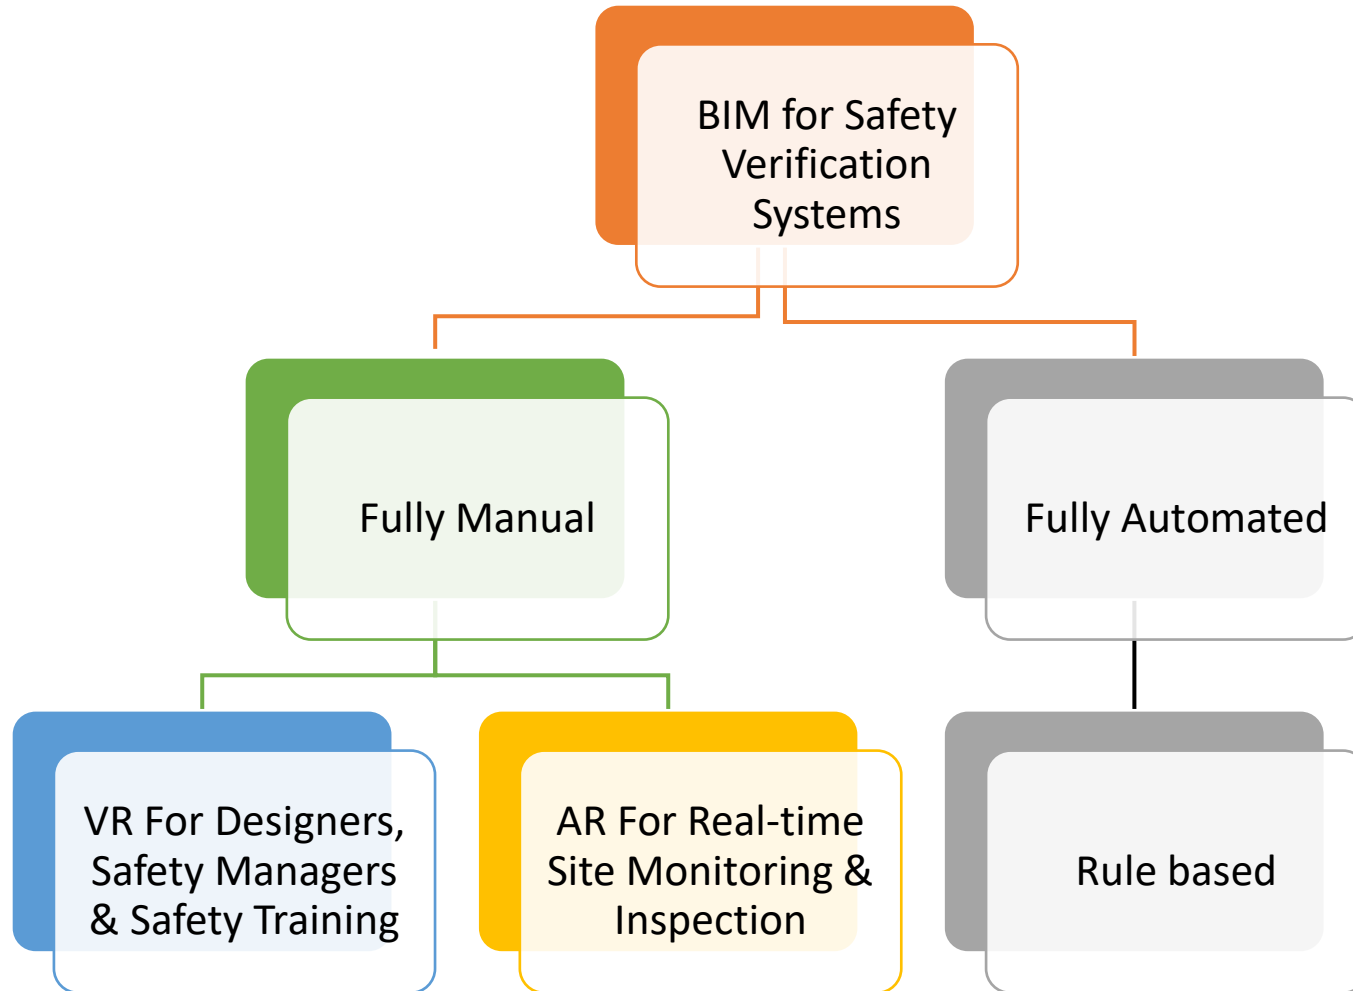 BIM for Safety
Verification
Systems
Fully Manual
Fully Automated
VR For Designers,
Safety Managers
& Safety Training
AR For Real-time
Site Monitoring &
Inspection
Rule based